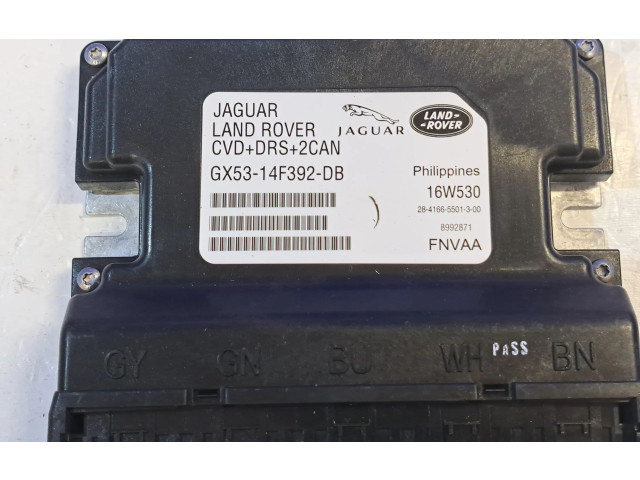 JAGUAR
LAND ROVER
CVD+DRS+2CAN
GX53-14F392-DB
JAGUAR
LAND-
-ROVER
Philippines
16W530
28-4166-5501-3-00
8992871
FNVAA
GY GN BU WH PASS BN